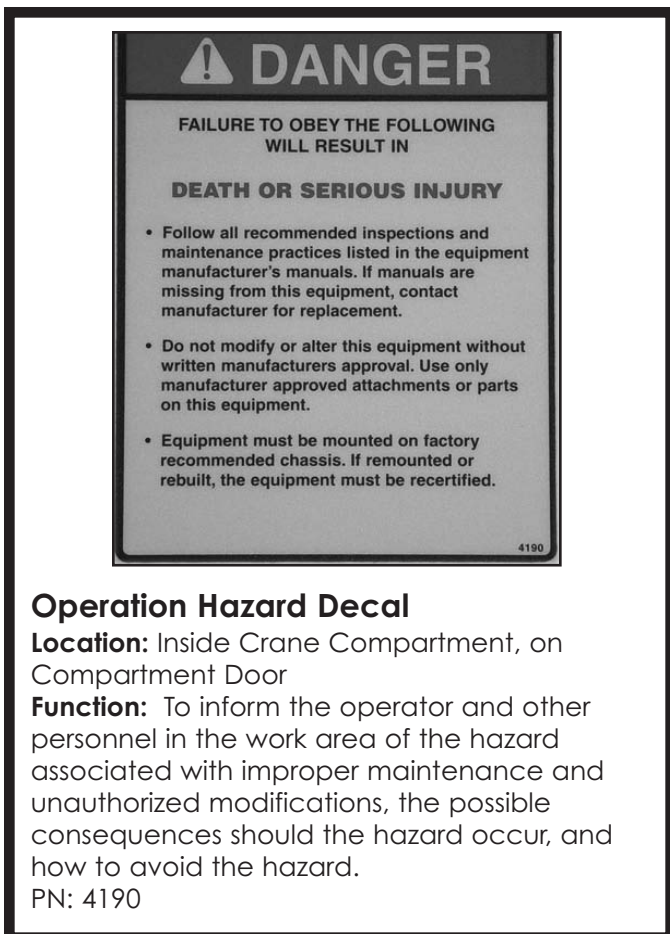 DANGER
FAILURE TO OBEY THE FOLLOWING
WILL RESULT IN
DEATH OR SERIOUS INJURY
• Follow all recommended inspections and
maintenance practices listed in the equipment
manufacturer's manuals. If manuals are
missing from this equipment, contact
manufacturer for replacement.
• Do not modify or alter this equipment without
written manufacturers approval. Use only
manufacturer approved attachments or parts
on this equipment.
• Equipment must be mounted on factory
recommended chassis. If remounted or
rebuilt, the equipment must be recertified.
4190
Operation Hazard Decal
Location: Inside Crane Compartment, on
Compartment Door
Function: To inform the operator and other
personnel in the work area of the hazard
associated with improper maintenance and
unauthorized modifications, the possible
consequences should the hazard occur, and
how to avoid the hazard.
PN: 4190